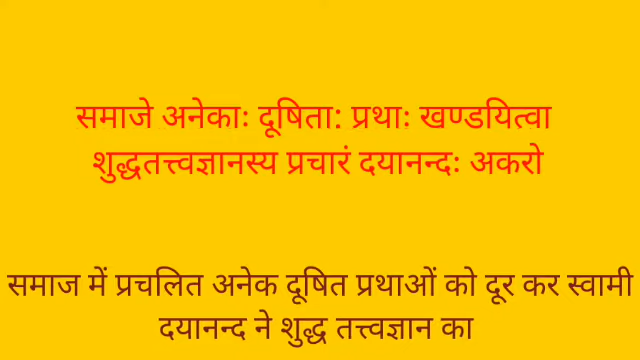 समाजे अनेकाः दूषिता: प्रथाः खण्डयित्वा
शुद्धतत्त्वज्ञानस्य प्रचारं दयानन्दः अकरो
समाज में प्रचलित अनेक दूषित प्रथाओं को दूर कर स्वामी
दयानन्द ने शुद्ध तत्त्वज्ञान का